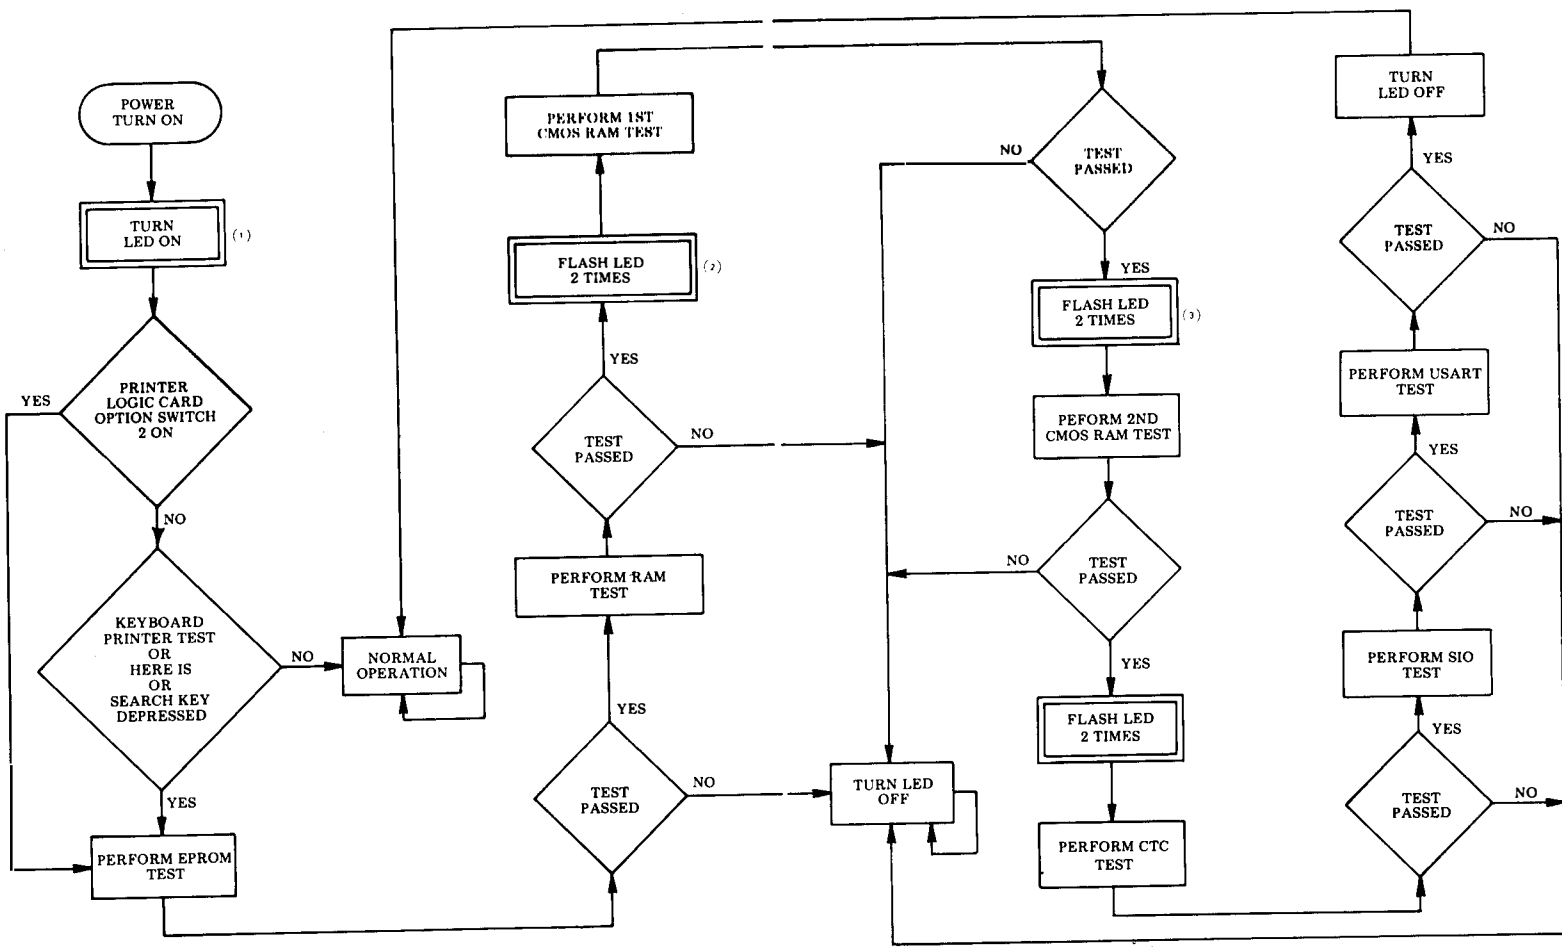 POWER
TURN ON
TURN
LED ON
(1)
PRINTER
LOGIC CARD
OPTION SWITCH
2 ON
YES
NO
KEYBOARD
PRINTER TEST
OR
HERE IS
OR
SEARCH KEY
DEPRESSED
NO
YES
PERFORM EPROM
TEST
NORMAL
OPERATION
PERFORM 1ST
CMOS RAM TEST
FLASH LED
2 TIMES
(2)
YES
TEST
PASSED
NO
PERFORM RAM
TEST
YES
TEST
PASSED
NO
TURN LED
OFF
NO
TEST
PASSED
YES
FLASH LED
2 TIMES
(3)
PEFORM 2ND
CMOS RAM TEST
NO
TEST
PASSED
YES
FLASH LED
2 TIMES
PERFORM CTC
TEST
TURN
LED OFF
YES
TEST
PASSED
NO
PERFORM USART
TEST
YES
TEST
PASSED
NO
PERFORM SIO
TEST
YES
TEST
PASSED
NO